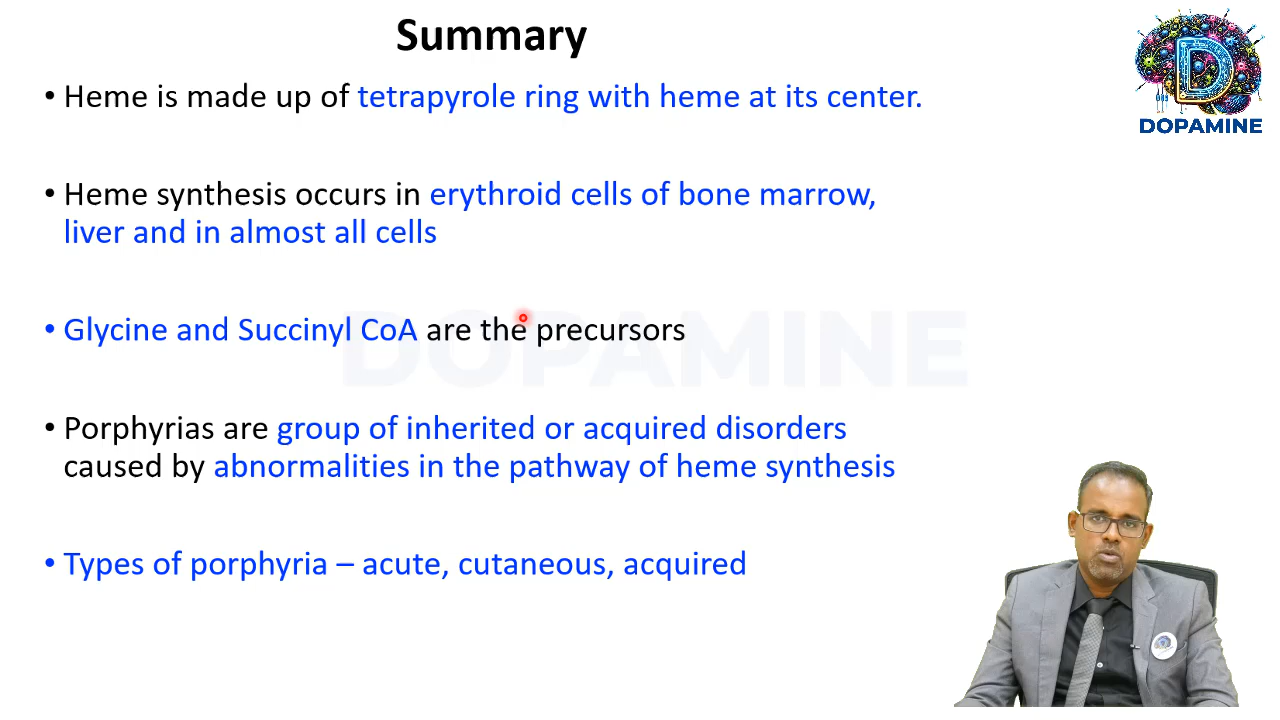 Summary
D
DOPAMINE
• Heme is made up of tetrapyrole ring with heme at its center.
• Heme synthesis occurs in erythroid cells of bone marrow,
liver and in almost all cells
• Glycine and Succinyl CoA are the precursors
DOPAMINE
• Porphyrias are group of inherited or acquired disorders
caused by abnormalities in the pathway of heme synthesis
• Types of porphyria – acute, cutaneous, acquired